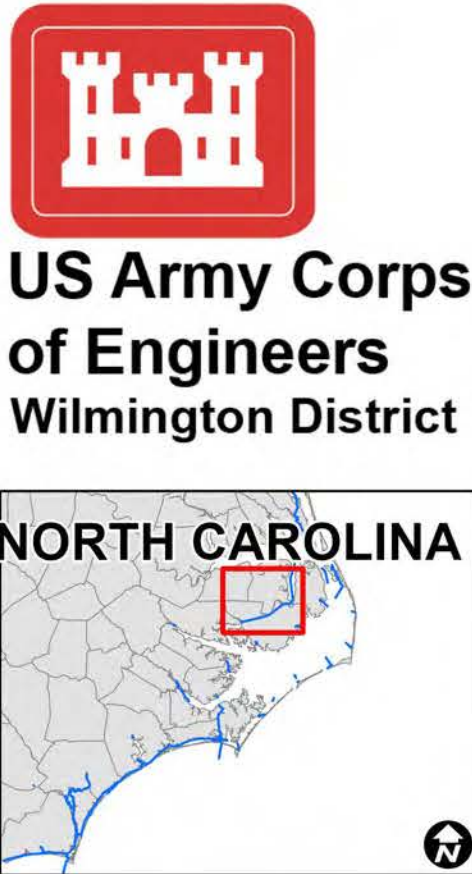 US Army Corps
of Engineers
Wilmington District
NORTH CAROLINA
N